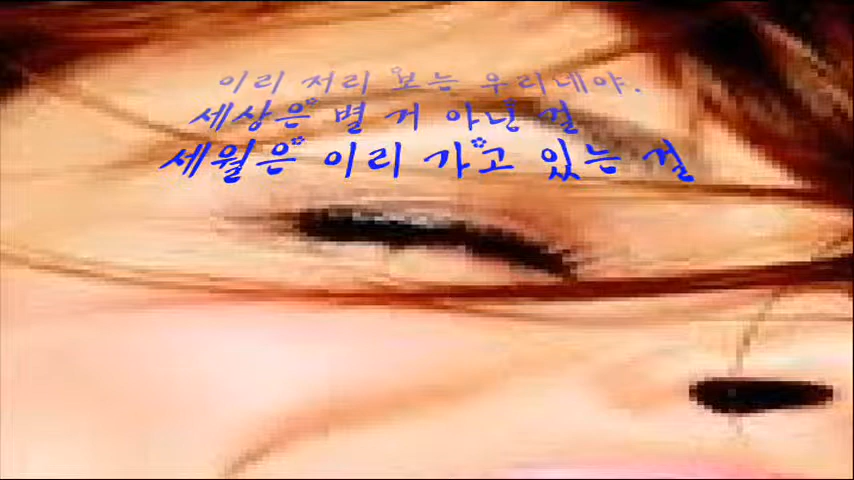 이리 저리 보는 우리네야.
세상은 별 거 아닌 걸
세월은 이리 가고 있는 걸